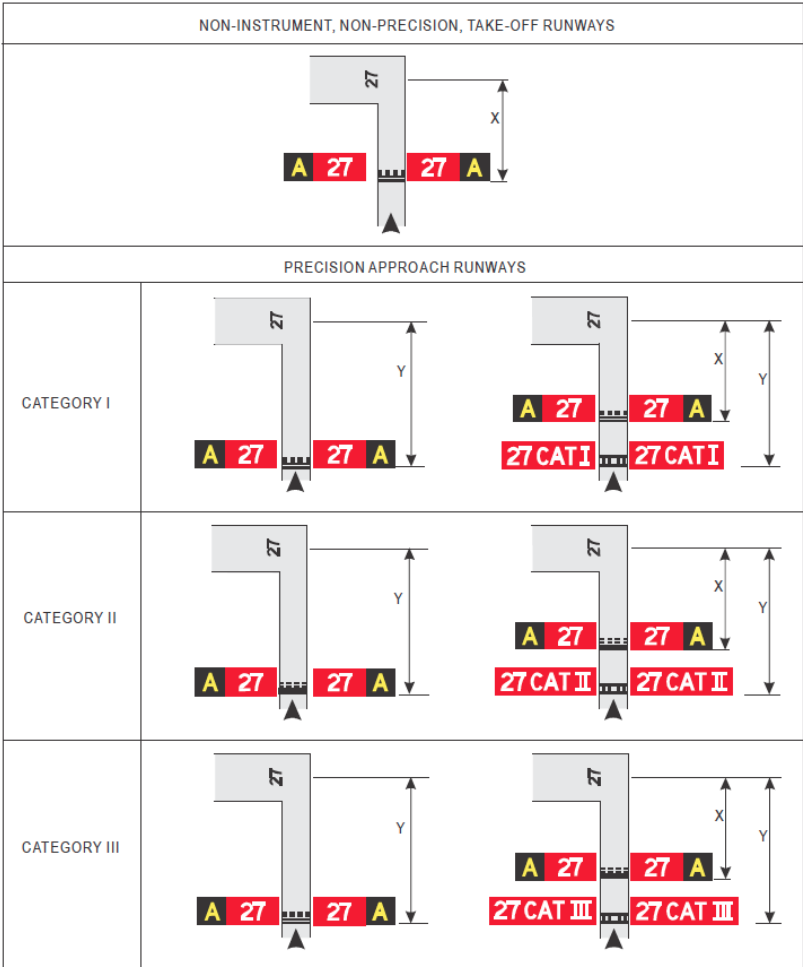 NON-INSTRUMENT, NON-PRECISION, TAKE-OFF RUNWAYS
27
X
A 27 27 A
PRECISION APPROACH RUNWAYS
CATEGORY I
27
Y
A 27 27 A
27
X
Y
A 27 27 A
27 CAT I 27 CAT I
CATEGORY II
27
Y
A 27 27 A
27
X
Y
A 27 27 A
27 CAT II 27 CAT II
CATEGORY III
27
Y
A 27 27 A
27
X
Y
A 27 27 A
27 CAT III 27 CAT III